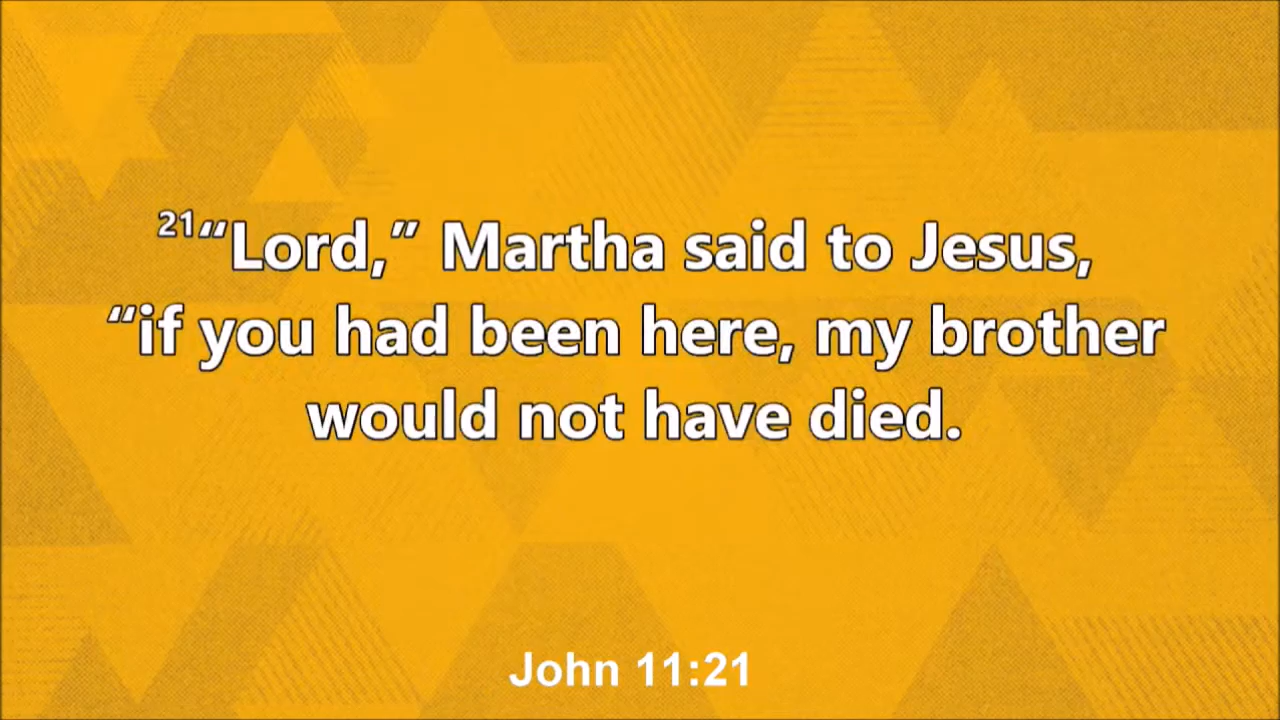 21“Lord,” Martha said to Jesus,
“if you had been here, my brother
would not have died.
John 11:21